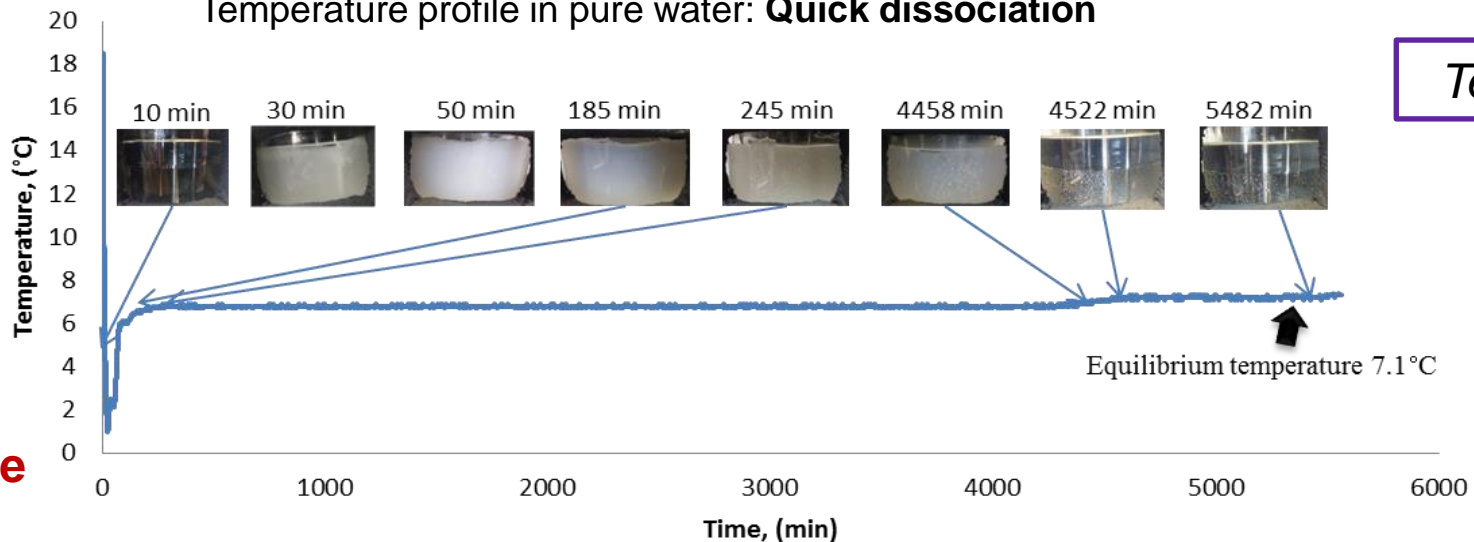 Temperature profile in pure water: Quick dissociation
Te
10 min 30 min 50 min 185 min 245 min 4458 min 4522 min 5482 min
20
18
16
14
12
10
8
6
4
2
0
Temperature, (°C)
Equilibrium temperature 7.1°C
e
0 1000 2000 3000 4000 5000 6000
Time, (min)